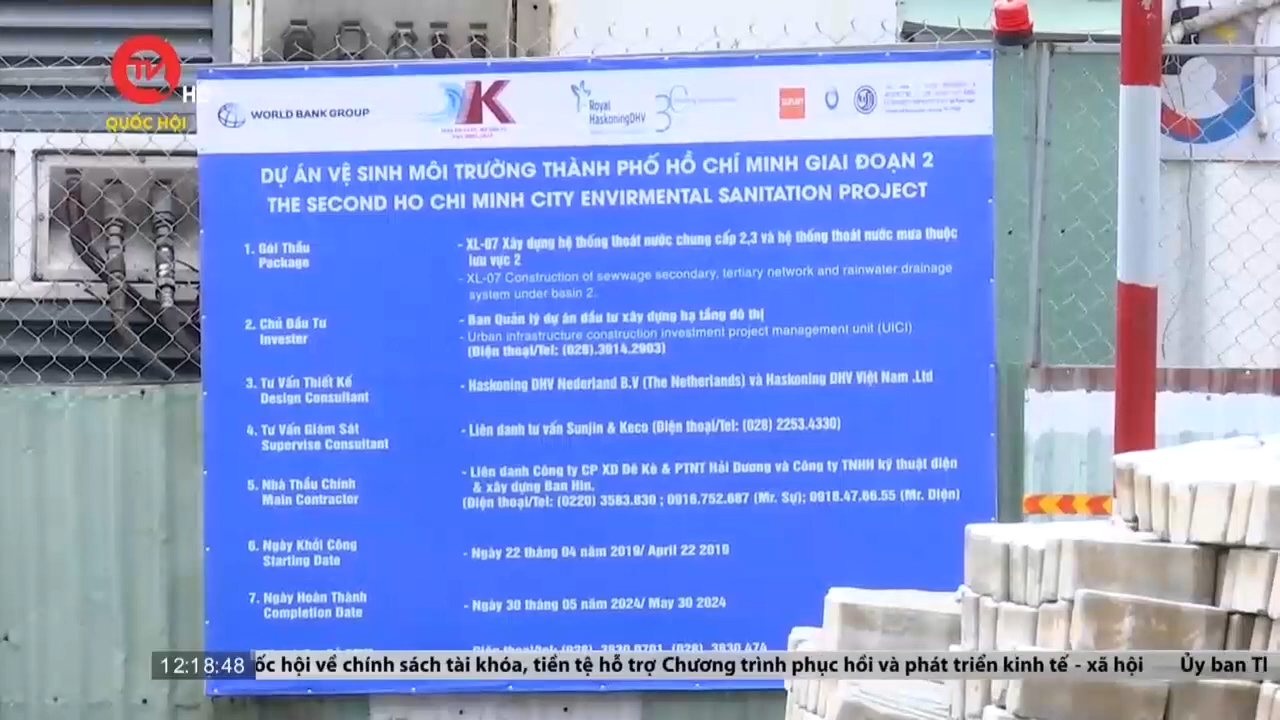 TV
QUỐC HỘI
WORLD BANK GROUP
Royal
HaskoningDHV
DỰ ÁN VỆ SINH MÔI TRƯỜNG THÀNH PHỐ HỒ CHÍ MINH GIAI ĐOẠN 2
THE SECOND HO CHI MINH CITY ENVIRMENTAL SANITATION PROJECT
1. Gói Thầu
Package
- XL-07 Xây dựng hệ thống thoát nước chung cấp 2,3 và hệ thống thoát nước mưa thuộc
lưu vực 2
- XL-07 Construction of sewwage secondary, tertiary network and rainwater drainage
system under basin 2.
2. Chủ Đầu Tư
Invester
- Ban Quản lý dự án đầu tư xây dựng hạ tầng đô thị
- Urban infrastructure construction investment project management unit (UICI)
(Điện thoại/Tel: (028).3914.2903)
3. Tư Vấn Thiết Kế
Design Consultant
- Haskoning DHV Nederland B.V (The Netherlands) và Haskoning DHV Việt Nam .Ltd
4. Tư Vấn Giám Sát
Supervise Consultant
- Liên danh tư vấn Sunjin & Keco (Điện thoại/Tel: (028) 2253.4330)
5. Nhà Thầu Chính
Main Contractor
- Liên danh Công ty CP XD Đê Kè & PTNT Hải Dương và Công ty TNHH kỹ thuật điện
& xây dựng Ban Hin.
(Điện thoại/Tel: (0220) 3583.830 ; 0916.752.687 (Mr. Sự); 0918.47.66.55 (Mr. Diện)
6. Ngày Khởi Công
Starting Date
- Ngày 22 tháng 04 năm 2019/ April 22 2019
7. Ngày Hoàn Thành
Completion Date
- Ngày 30 tháng 05 năm 2024/ May 30 2024
12:18:48
ốc hội về chính sách tài khóa, tiền tệ hỗ trợ Chương trình phục hồi và phát triển kinh tế - xã hội Ủy ban